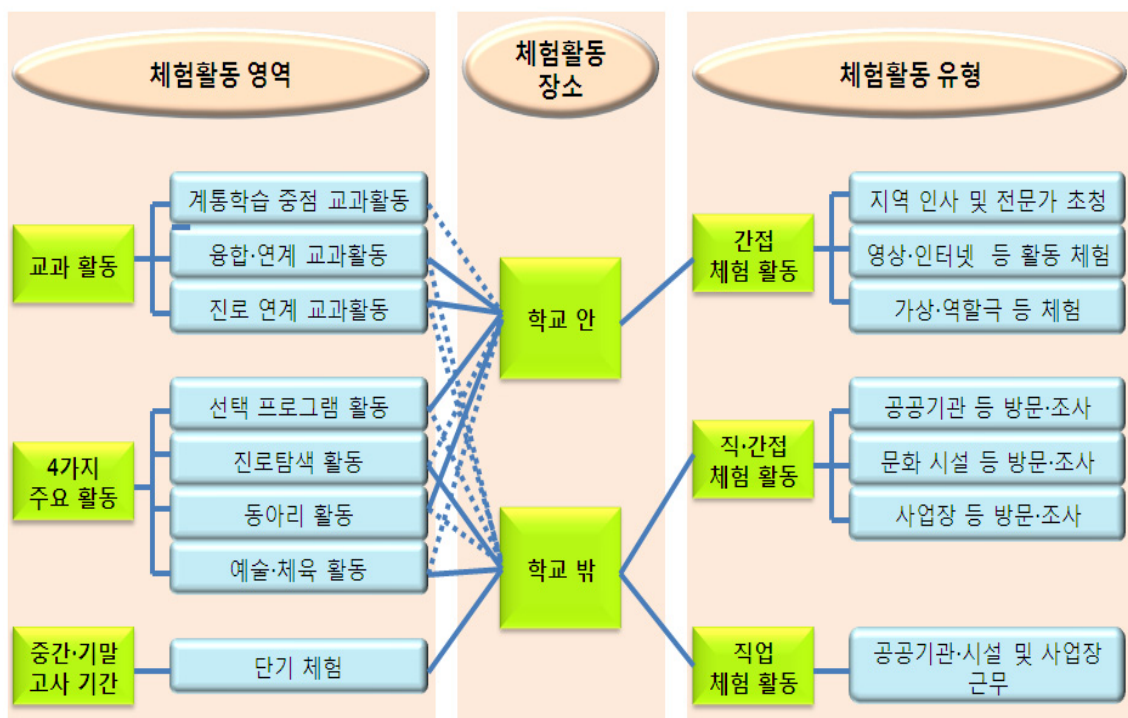 체험활동 영역
체험활동
장소
체험활동 유형
교과 활동
계통학습 중점 교과활동
융합·연계 교과활동
진로 연계 교과활동
4가지
주요 활동
선택 프로그램 활동
진로탐색 활동
동아리 활동
예술·체육 활동
중간·기말
고사 기간
단기 체험
학교 안
학교 밖
간접
체험 활동
지역 인사 및 전문가 초청
영상·인터넷 등 활동 체험
가상·역할극 등 체험
직·간접
체험 활동
공공기관 등 방문·조사
문화 시설 등 방문·조사
사업장 등 방문·조사
직업
체험 활동
공공기관·시설 및 사업장
근무